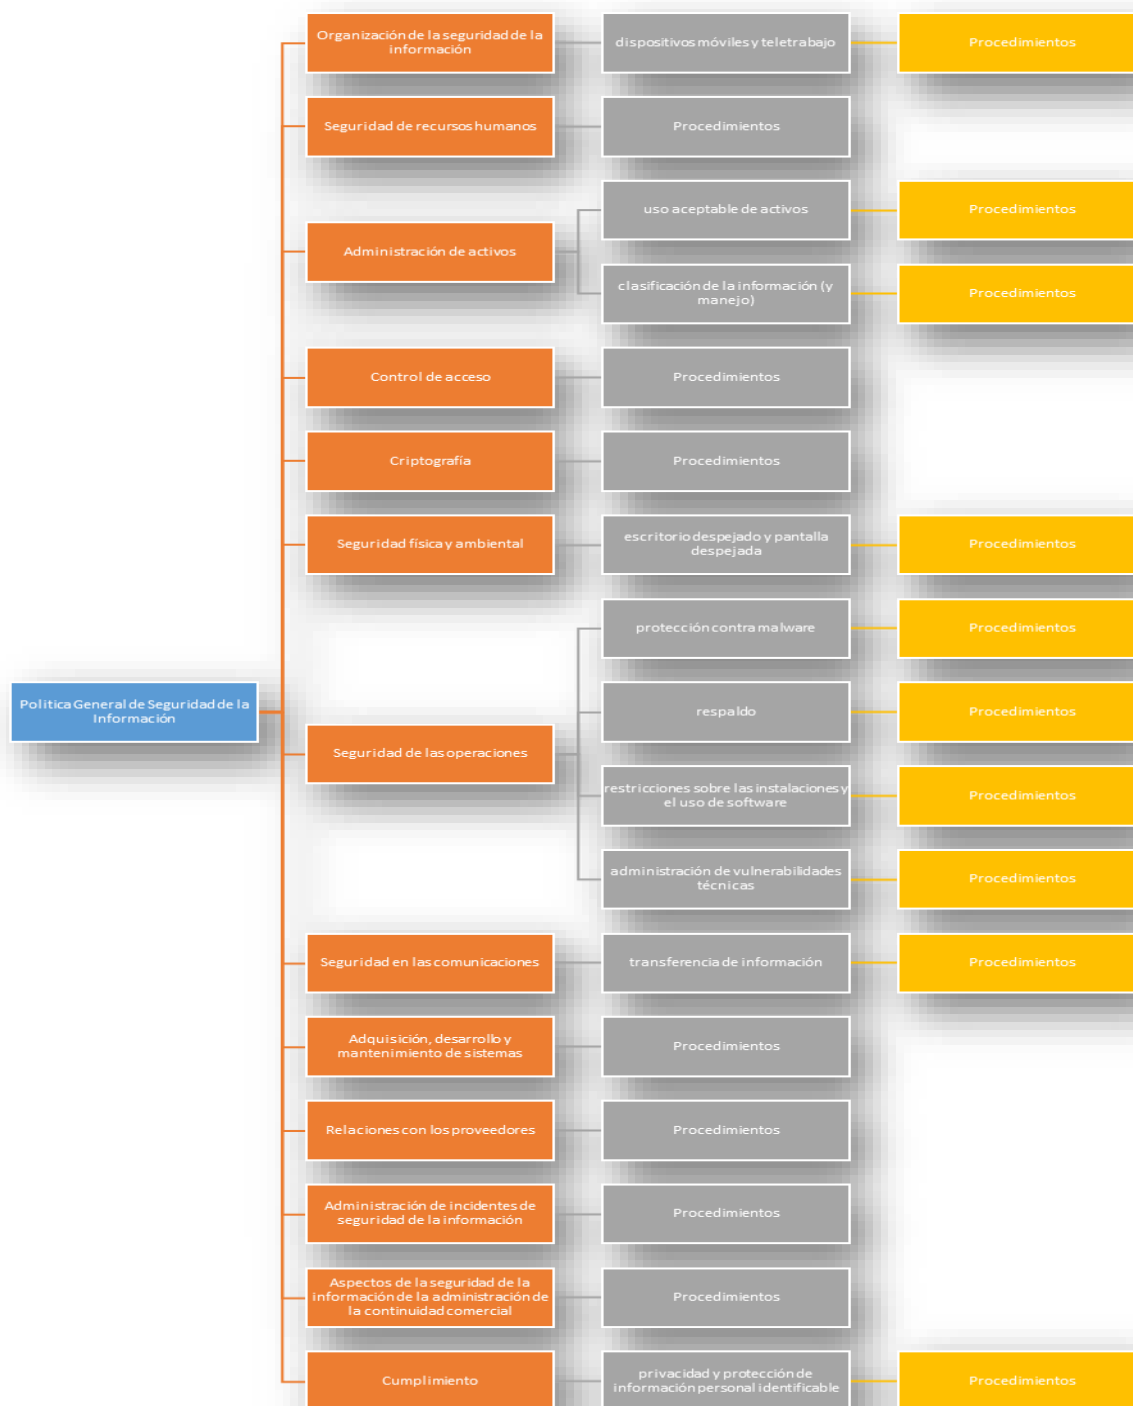 Organización de la seguridad de la
información
dispositivos móviles y teletrabajo
Procedimientos
Seguridad de recursos humanos
Procedimientos
Administración de activos
uso aceptable de activos
Procedimientos
clasificación de la información (y
manejo)
Procedimientos
Control de acceso
Procedimientos
Criptografía
Procedimientos
Seguridad física y ambiental
escritorio despejado y pantalla
despejada
Procedimientos
Politica General de Seguridad de la
Información
Seguridad de las operaciones
protección contra malware
Procedimientos
respaldo
Procedimientos
restricciones sobre las instalaciones y
el uso de software
Procedimientos
administración de vulnerabilidades
técnicas
Procedimientos
Seguridad en las comunicaciones
transferencia de información
Procedimientos
Adquisición, desarrollo y
mantenimiento de sistemas
Procedimientos
Relaciones con los proveedores
Procedimientos
Administración de incidentes de
seguridad de la información
Procedimientos
Aspectos de la seguridad de la
información de la administración de
la continuidad comercial
Procedimientos
Cumplimiento
privacidad y protección de
información personal identificable
Procedimientos